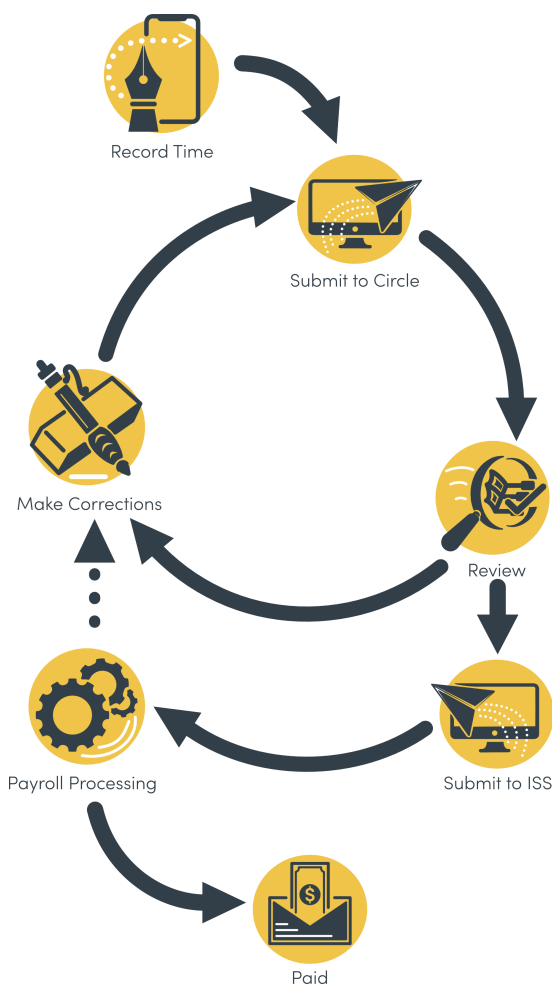 Record Time
Submit to Circle
Make Corrections
Review
Payroll Processing
Submit to ISS
$
Paid